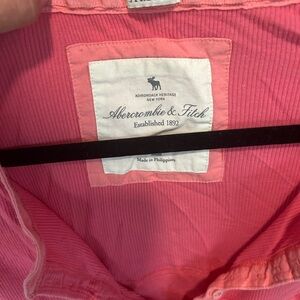 ADIRONDACK HERITAGE
NEW YORK
Abercrombie & Fitch
Established 1892
Made in Philippines